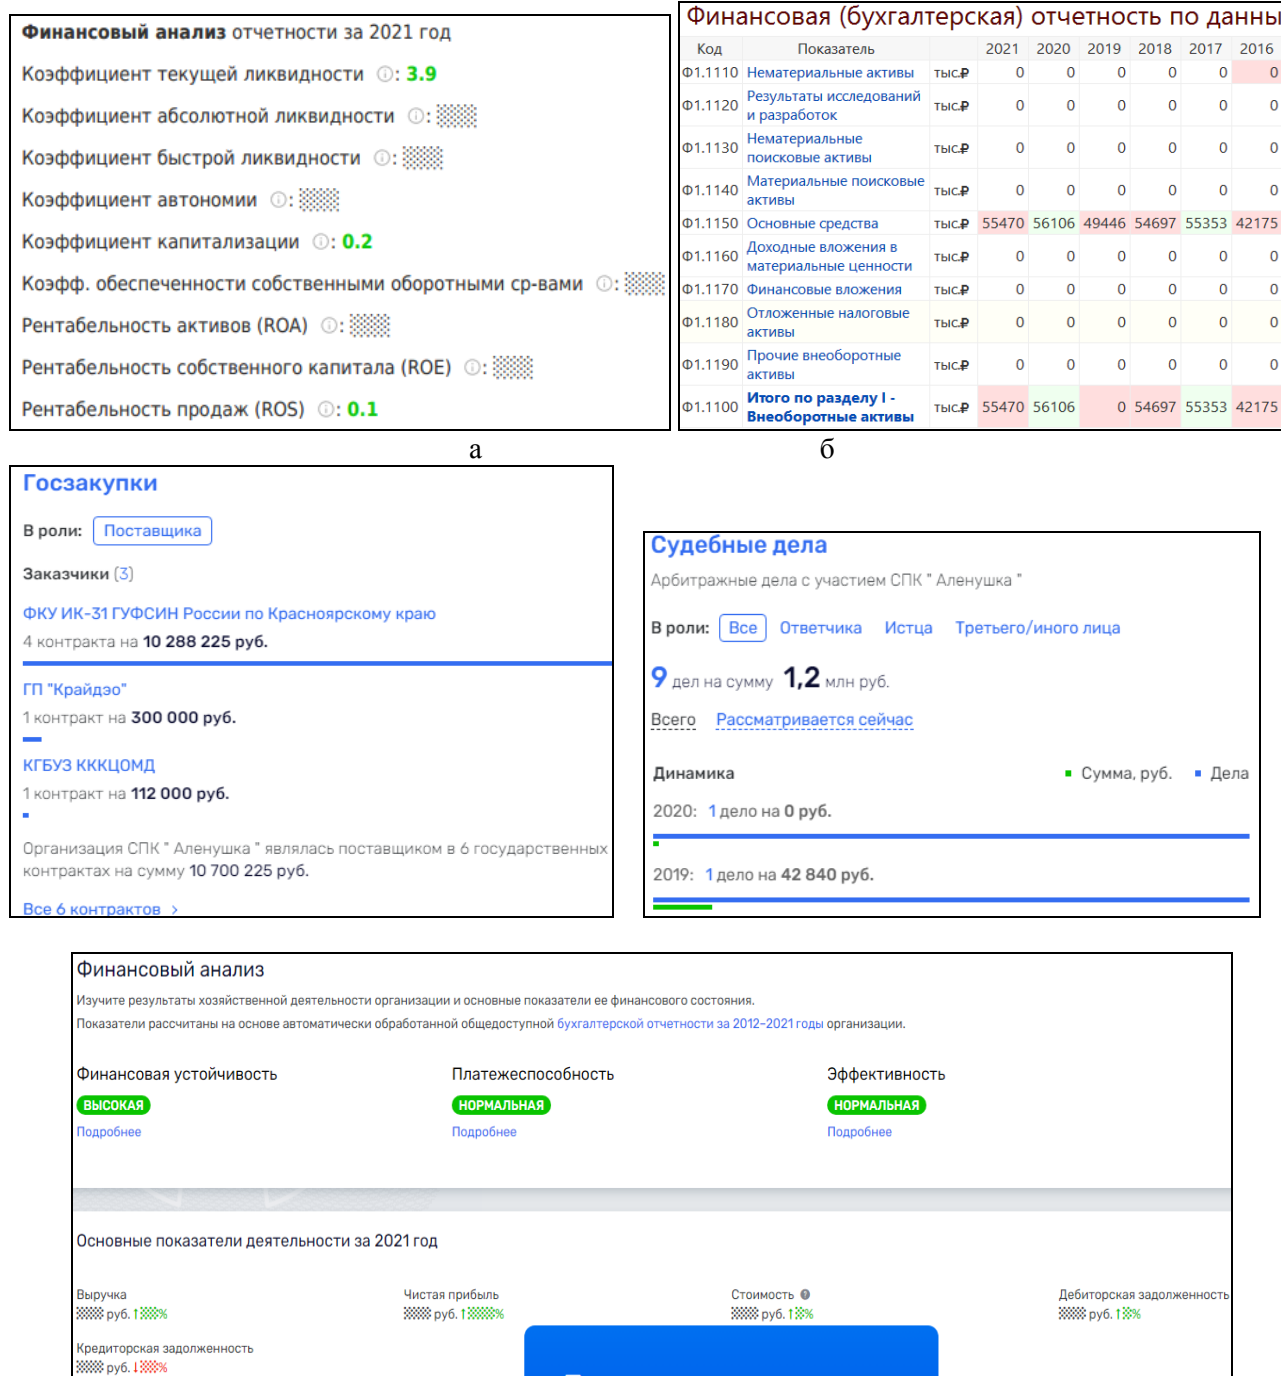 Финансовый анализ отчетности за 2021 год
Коэффициент текущей ликвидности : 3.9
Коэффициент абсолютной ликвидности :
Коэффициент быстрой ликвидности :
Коэффициент автономии :
Коэффициент капитализации : 0.2
Коэфф. обеспеченности собственными оборотными ср-вами :
Рентабельность активов (ROA) :
Рентабельность собственного капитала (ROE) :
Рентабельность продаж (ROS) : 0.1
Финансовая (бухгалтерская) отчетность по данны
Код Показатель 2021 2020 2019 2018 2017 2016
Ф1.1110 Нематериальные активы тыс.₽ 0 0 0 0 0 0
Ф1.1120 Результаты исследований и разработок тыс.₽ 0 0 0 0 0 0
Ф1.1130 Нематериальные поисковые активы тыс.₽ 0 0 0 0 0 0
Ф1.1140 Материальные поисковые активы тыс.₽ 0 0 0 0 0 0
Ф1.1150 Основные средства тыс.₽ 55470 56106 49446 54697 55353 42175
Ф1.1160 Доходные вложения в материальные ценности тыс.₽ 0 0 0 0 0 0
Ф1.1170 Финансовые вложения тыс.₽ 0 0 0 0 0 0
Ф1.1180 Отложенные налоговые активы тыс.₽ 0 0 0 0 0 0
Ф1.1190 Прочие внеоборотные активы тыс.₽ 0 0 0 0 0 0
Ф1.1100 Итого по разделу I - Внеоборотные активы тыс.₽ 55470 56106 0 54697 55353 42175
а
б
Госзакупки
В роли: Поставщика
Заказчики (3)
ФКУ ИК-31 ГУФСИН России по Красноярскому краю
4 контракта на 10 288 225 руб.
ГП "Крайдэо"
1 контракт на 300 000 руб.
КГБУЗ КККЦОМД
1 контракт на 112 000 руб.
Организация СПК " Аленушка " являлась поставщиком в 6 государственных
контрактах на сумму 10 700 225 руб.
Все 6 контрактов >
Судебные дела
Арбитражные дела с участием СПК " Аленушка "
В роли: Все Ответчика Истца Третьего/иного лица
9 дел на сумму 1,2 млн руб.
Всего Рассматривается сейчас
Динамика Сумма, руб. Дела
2020: 1 дело на 0 руб.
2019: 1 дело на 42 840 руб.
Финансовый анализ
Изучите результаты хозяйственной деятельности организации и основные показатели ее финансового состояния.
Показатели рассчитаны на основе автоматически обработанной общедоступной бухгалтерской отчетности за 2012–2021 годы организации.
Финансовая устойчивость Платежеспособность Эффективность
ВЫСОКАЯ НОРМАЛЬНАЯ НОРМАЛЬНАЯ
Подробнее Подробнее Подробнее
Основные показатели деятельности за 2021 год
Выручка Чистая прибыль Стоимость Дебиторская задолженность
руб. ↑ % руб. ↑ % руб. ↑ % руб. ↑ %
Кредиторская задолженность
руб. ↓ %